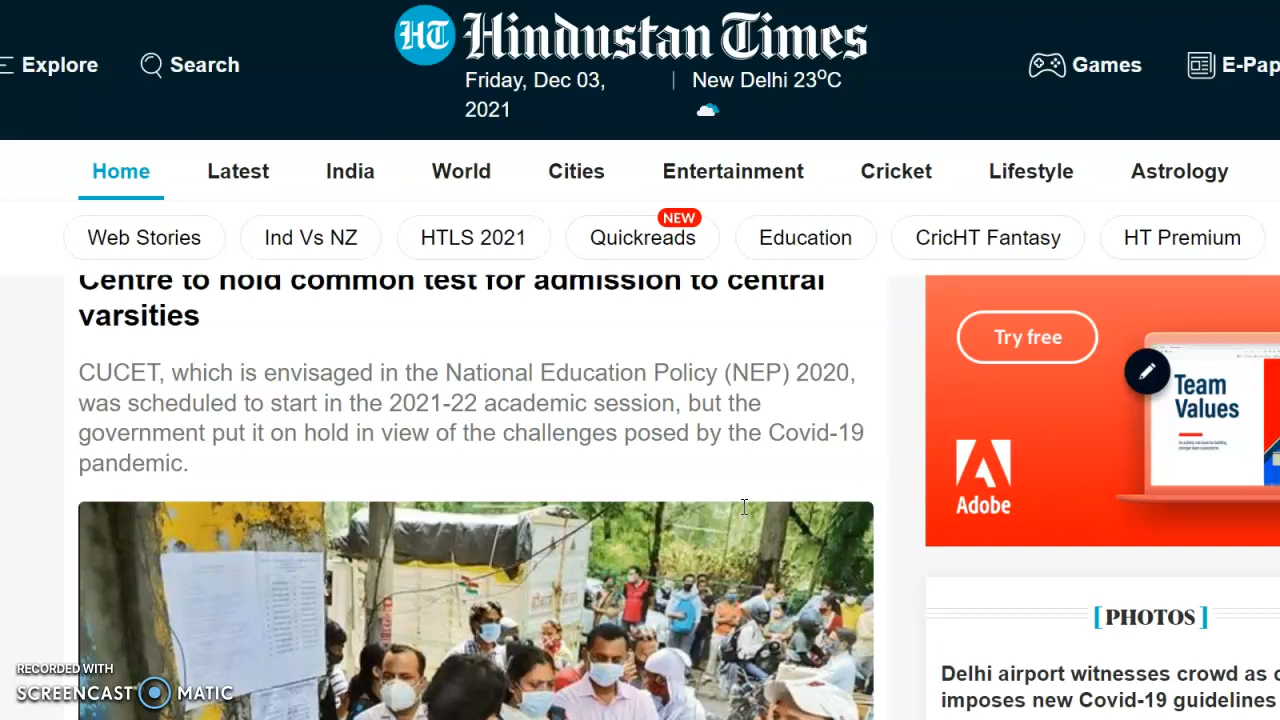 Explore
Search
HT
Hindustan Times
Friday, Dec 03,
2021
| New Delhi 23°C
Games
E-Pap
Home
Latest
India
World
Cities
Entertainment
Cricket
Lifestyle
Astrology
Web Stories
Ind Vs NZ
HTLS 2021
Quickreads
NEW
Education
CricHT Fantasy
HT Premium
Centre to hold common test for admission to central
varsities
CUCET, which is envisaged in the National Education Policy (NEP) 2020,
was scheduled to start in the 2021-22 academic session, but the
government put it on hold in view of the challenges posed by the Covid-19
pandemic.
Try free
Team
Values
Adobe
[PHOTOS]
Delhi airport witnesses crowd as
imposes new Covid-19 guidelines
RECORDED WITH
SCREENCAST MATIC